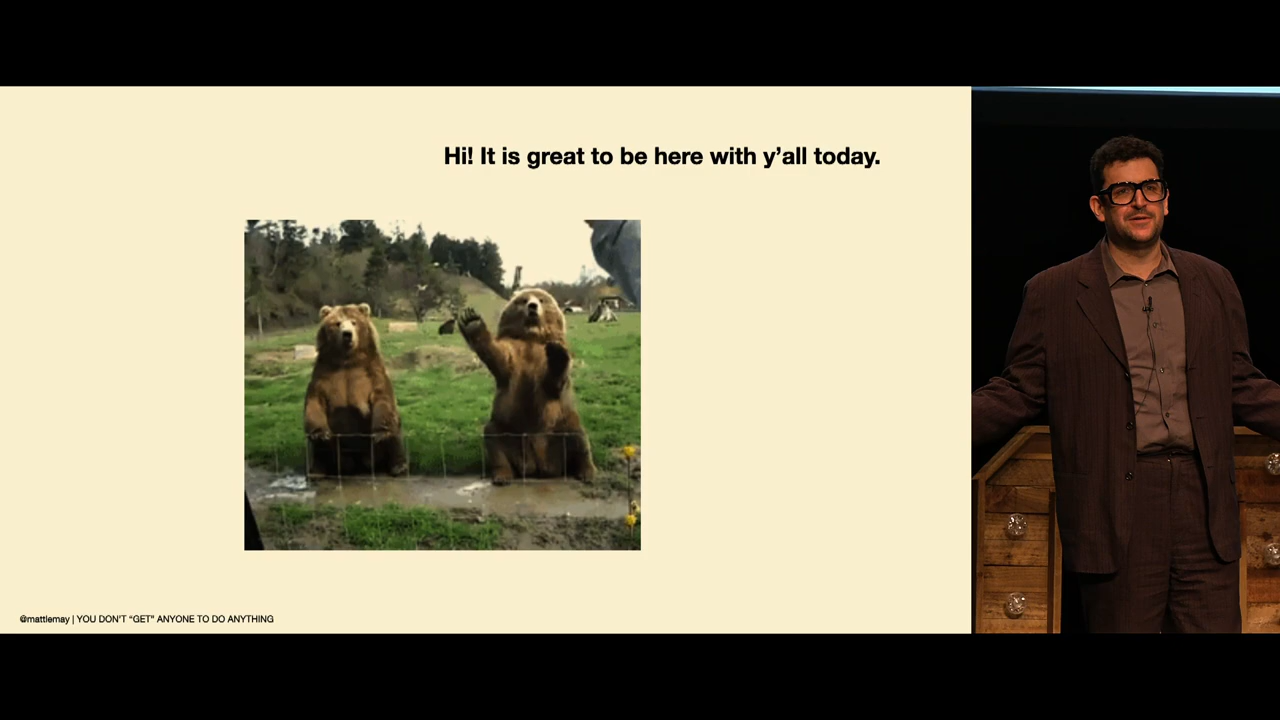 Hi! It is great to be here with y’all today.
@mattlemay | YOU DON’T “GET” ANYONE TO DO ANYTHING